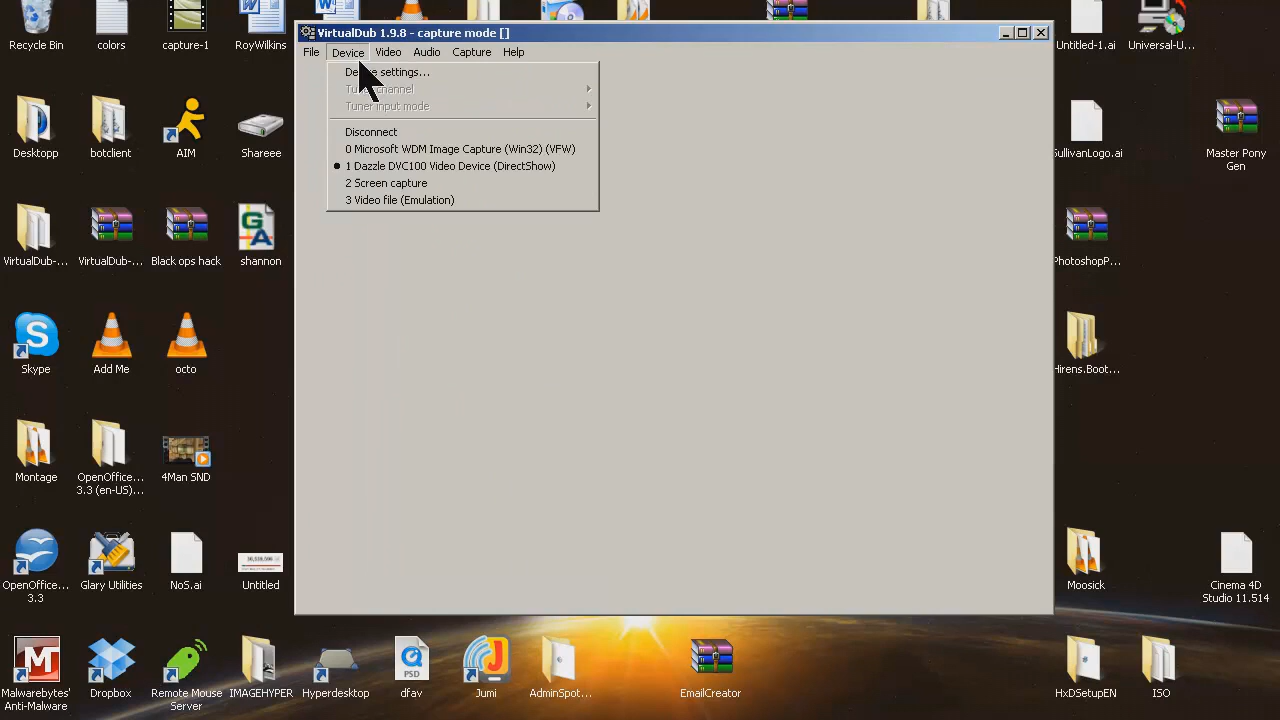 VirtualDub 1.9.8 - capture mode []
File Device Video Audio Capture Help
settings...
Tuner input mode
Disconnect
0 Microsoft WDM Image Capture (Win32) (VFW)
1 Dazzle DVC100 Video Device (DirectShow)
2 Screen capture
3 Video file (Emulation)
Recycle Bin
colors
capture-1
RoyWilkins
Untitled-1.ai
Universal-U...
Desktopp
botclient
AIM
Shareee
SullivanLogo.ai
Master Pony
Gen
VirtualDub-...
VirtualDub-...
Black ops hack
G
A
shannon
PhotoshopP...
Skype
Add Me
octo
Hirens.Boot...
Montage
OpenOffice...
3.3 (en-US)...
4Man SND
OpenOffice...
3.3
Glary Utilities
NoS.ai
Untitled
Moosick
Cinema 4D
Studio 11.514
Malwarebytes'
Anti-Malware
Dropbox
Remote Mouse
Server
IMAGEHYPER
Hyperdesktop
PSD
dfav
Jumi
AdminSpot...
EmailCreator
HxDSetupEN
ISO